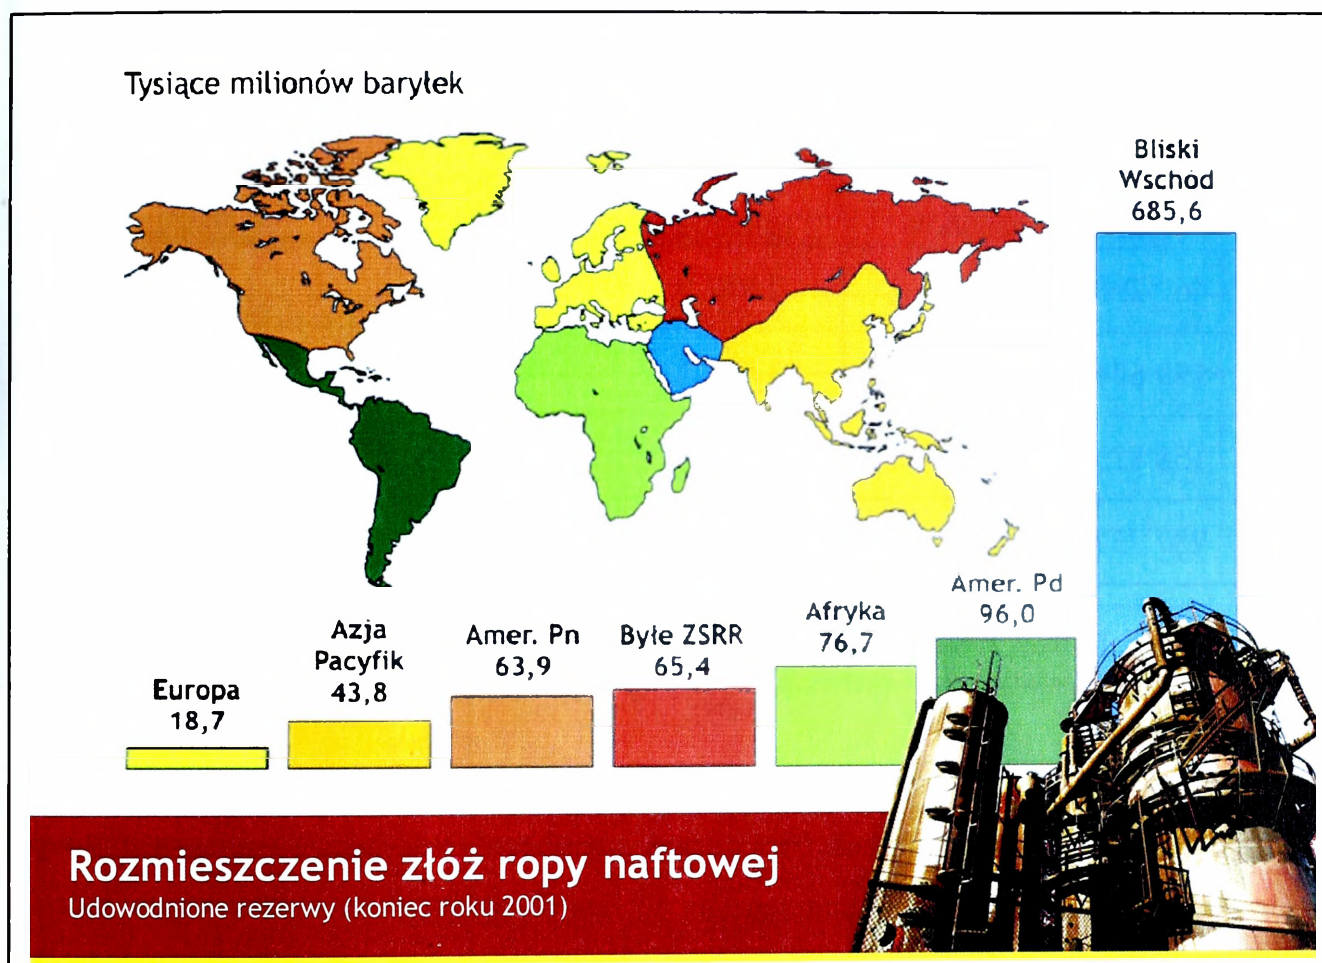 Tysiące milionów baryłek
Bliski
Wschód
685,6
Amer. Pd
96,0
Afryka
76,7
Azja
Pacyfik
43,8
Amer. Pn
63,9
Byłe ZSRR
65,4
Europa
18,7
Rozmieszczenie złóż ropy naftowej
Udowodnione rezerwy (koniec roku 2001)